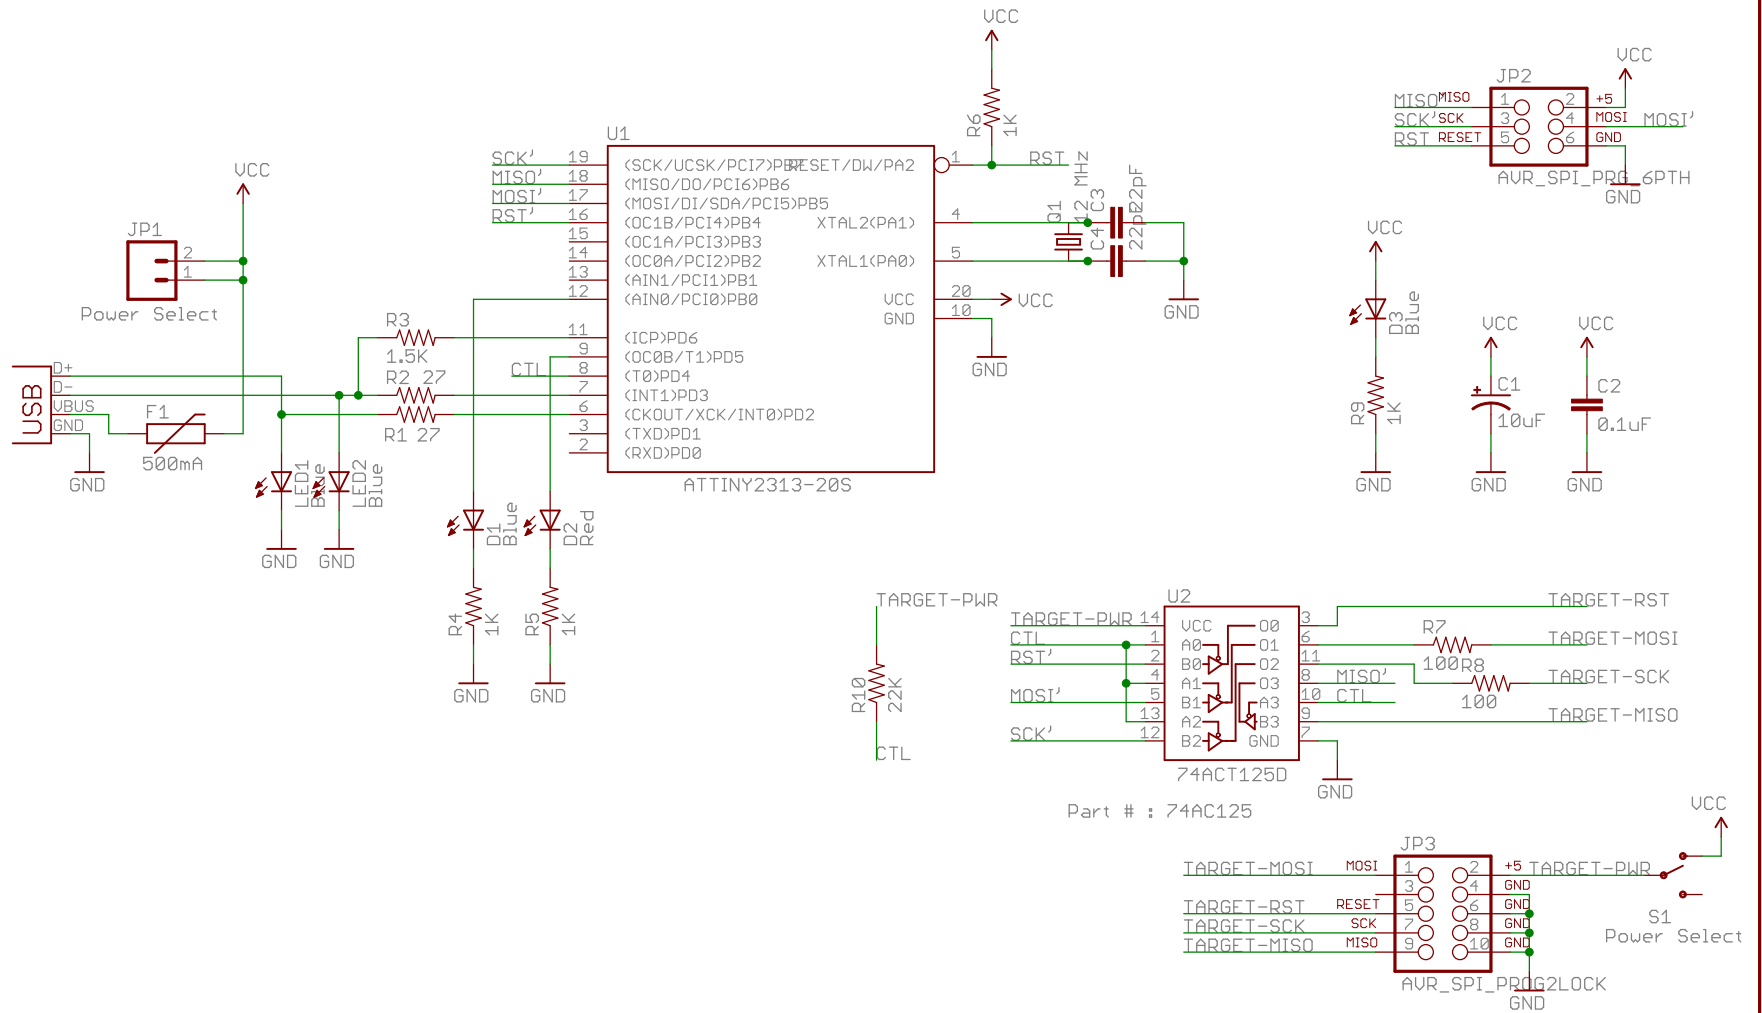 VCC
R6
1K
RST
U1
SCK' 19 (SCK/UCSK/PCI7)PB7 RESET/DW/PA2 1
MISO' 18 (MISO/DO/PCI6)PB6
MOSI' 17 (MOSI/DI/SDA/PCI5)PB5
RST' 16 (OC1B/PCI4)PB4 XTAL2(PA1) 4
15 (OC1A/PCI3)PB3
14 (OC0A/PCI2)PB2 XTAL1(PA0) 5
13 (AIN1/PCI1)PB1
12 (AIN0/PCI0)PB0 VCC 20 VCC
GND 10
11 (ICP)PD6
9 (OC0B/T1)PD5
CTL 8 (T0)PD4
7 (INT1)PD3
6 (CKOUT/XCK/INT0)PD2
3 (TXD)PD1
2 (RXD)PD0
ATTINY2313-20S
GND
Q1
12 MHz
C3
22pF
C4
22pF
GND
VCC
JP2
MISO' MISO 1 2 +5
SCK' SCK 3 4 MOSI MOSI'
RST RESET 5 6 GND
AVR_SPI_PRG_6PTH
GND
VCC
JP1
2
1
Power Select
R3
1.5K
R2 27
R1 27
USB
D+
D-
VBUS
GND
F1
500mA
GND
LED1
Blue
LED2
Blue
GND
GND
D1
Blue
D2
Red
R4
1K
R5
1K
GND
GND
VCC
D3
Blue
R9
1K
GND
VCC
C1
10uF
GND
VCC
C2
0.1uF
GND
TARGET-PWR
R10
22K
CTL
U2
TARGET-PWR 14 VCC O0 3 TARGET-RST
CTL 1 A0 O1 6 R7 100 TARGET-MOSI
RST' 2 B0 O2 11 R8 100 TARGET-SCK
4 A1 O3 8 MISO'
MOSI' 5 B1 A3 10 CTL
13 A2 B3 9 TARGET-MISO
SCK' 12 B2 GND 7
74ACT125D
GND
Part # : 74AC125
VCC
JP3
TARGET-MOSI MOSI 1 2 +5 TARGET-PWR
3 4 GND
TARGET-RST RESET 5 6 GND
TARGET-SCK SCK 7 8 GND
TARGET-MISO MISO 9 10 GND
AVR_SPI_PROG2LOCK
GND
S1
Power Select